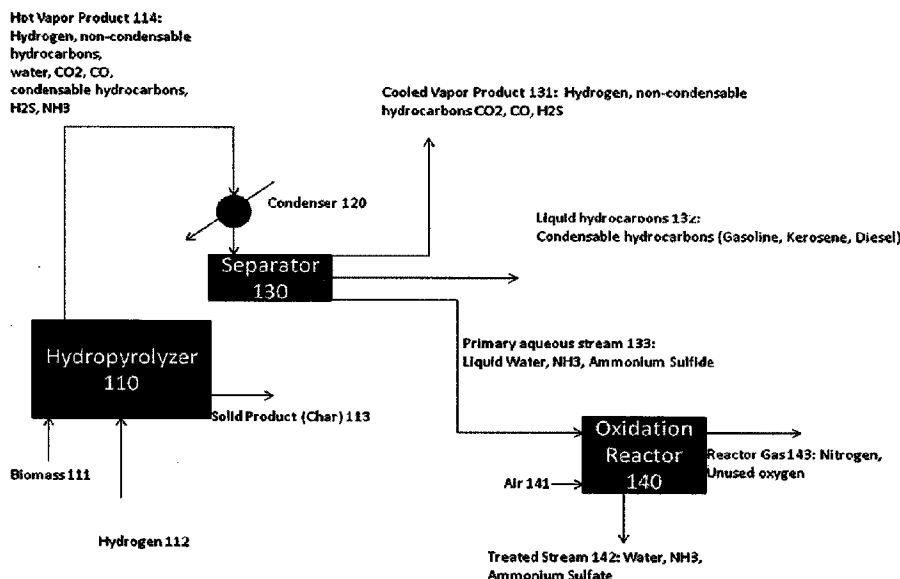 Hot Vapor Product 114:
Hydrogen, non-condensable
hydrocarbons,
water, CO2, CO,
condensable hydrocarbons,
H2S, NH3
Cooled Vapor Product 131: Hydrogen, non-condensable
hydrocarbons CO2, CO, H2S
Condenser 120
Liquid hydrocarbons 132:
Condensable hydrocarbons (Gasoline, Kerosene, Diesel)
Separator
130
Primary aqueous stream 133:
Liquid Water, NH3, Ammonium Sulfide
Hydropyrolyzer
110
Solid Product (Char) 113
Oxidation
Reactor
140
Reactor Gas 143: Nitrogen,
Unused oxygen
Biomass 111
Air 141
Hydrogen 112
Treated Stream 142: Water, NH3,
Ammonium Sulfate